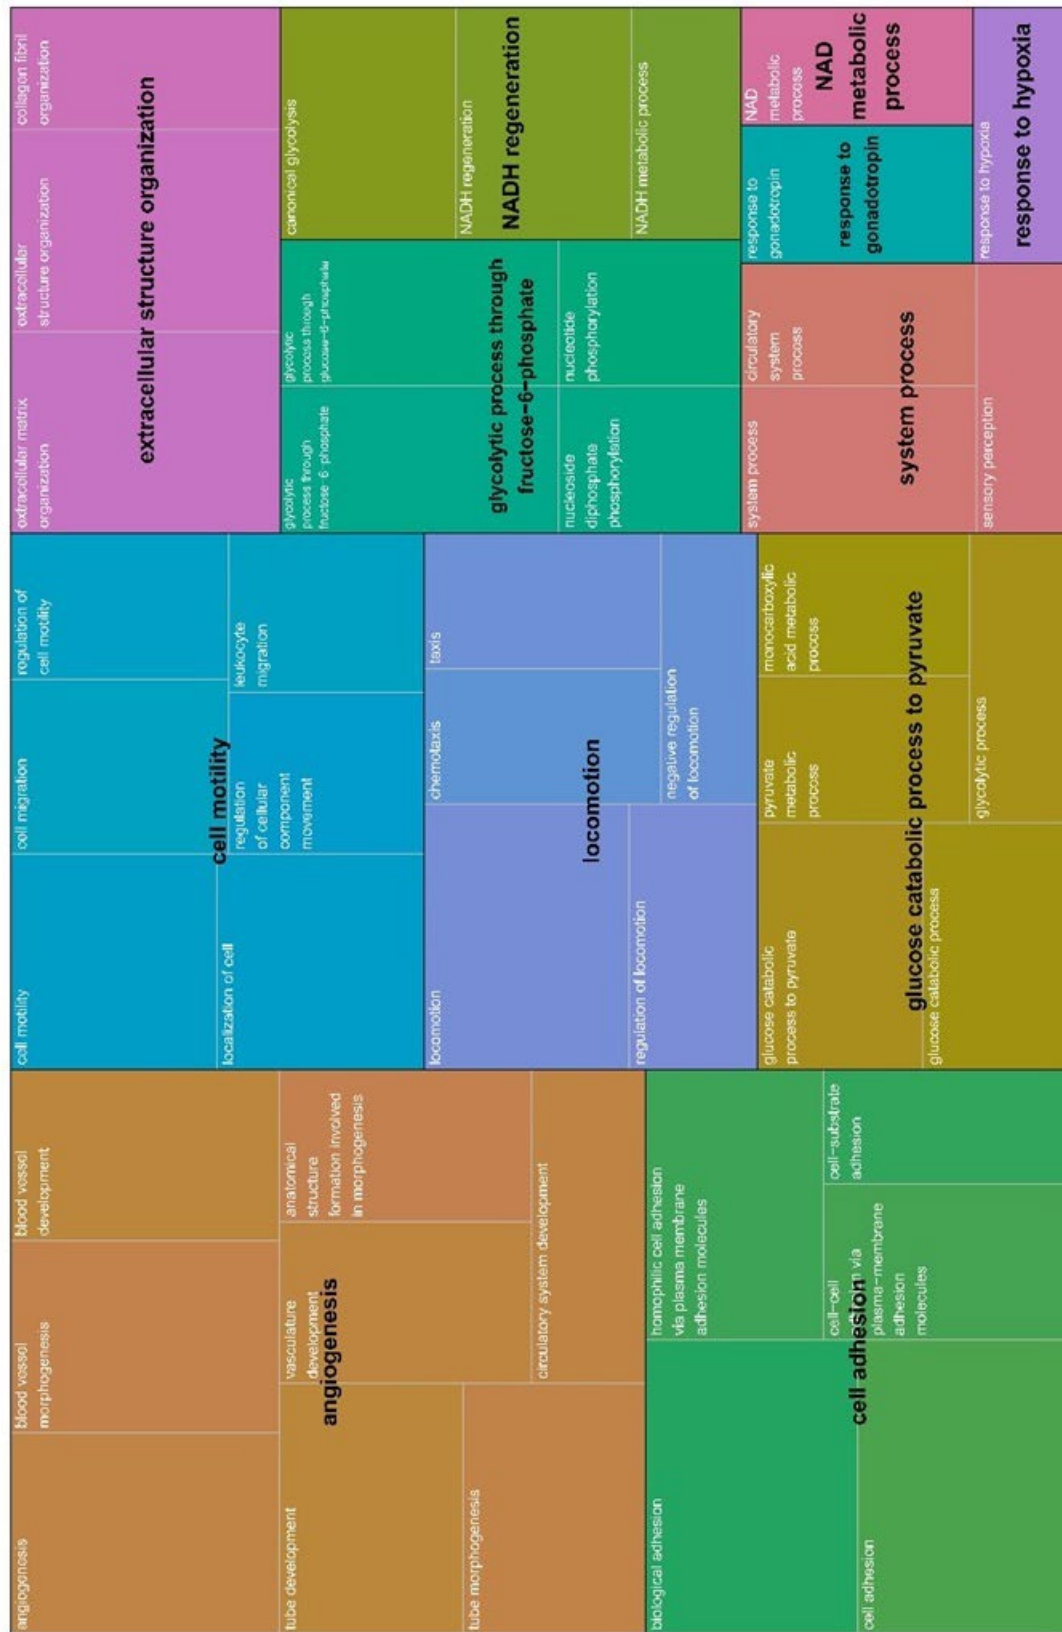 angiogenesis
blood vessel
morphogenesis
blood vessel
development
tube development
vasculature
development
anatomical
structure
formation involved
in morphogenesis
angiogenesis
tube morphogenesis
circulatory system development
biological adhesion
homophilic cell adhesion
via plasma membrane
adhesion molecules
cell-cell
via
plasma-membrane
adhesion
molecules
cell-substrate
adhesion
cell adhesion
cell adhesion
cell motility
cell migration
regulation of
cell motility
localization of cell
regulation
of cellular
component
movement
leukocyte
migration
cell motility
locomotion
chemotaxis
taxis
locomotion
regulation of locomotion
negative regulation
of locomotion
glucose catabolic
process to pyruvate
pyruvate
metabolic
process
monocarboxylic
acid metabolic
process
glucose catabolic process to pyruvate
glucose catabolic process
glycolytic process
extracellular matrix
organization
extracellular
structure organization
collagen fibril
organization
extracellular structure organization
glycolytic
process through
fructose-6-phosphate
glycolytic
process through
glucose-6-phosphate
glycolytic process through
fructose-6-phosphate
nucleoside
diphosphate
phosphorylation
nucleotide
phosphorylation
canonical glycolysis
NADH regeneration
NADH regeneration
NADH metabolic process
system process
circulatory
system
process
system process
sensory perception
response to
gonadotropin
response to
gonadotropin
NAD
metabolic
process
NAD
metabolic
process
response to hypoxia
response to hypoxia